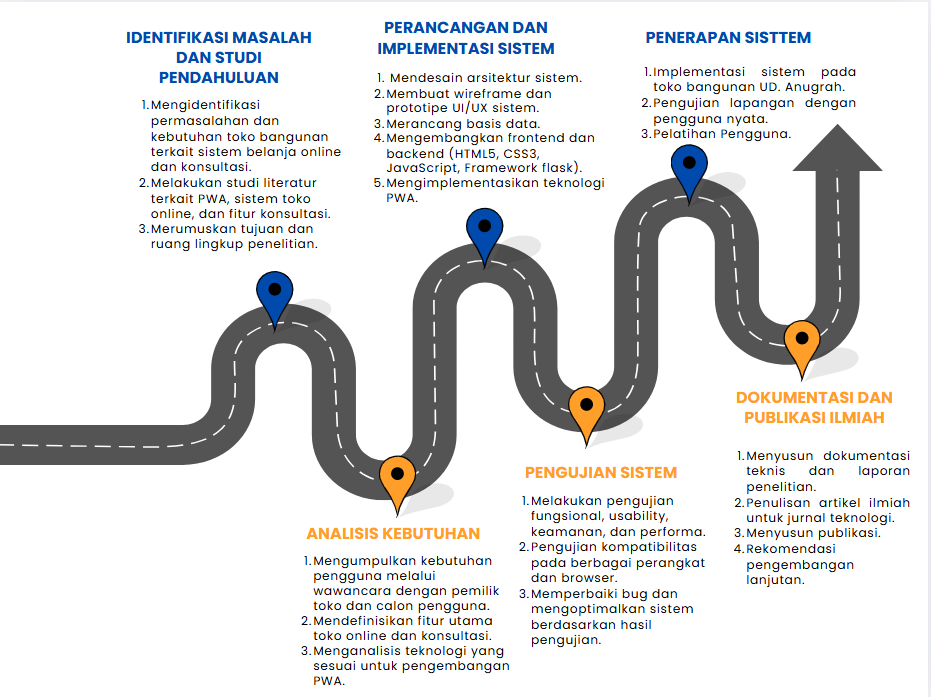 IDENTIFIKASI MASALAH
DAN STUDI
PENDAHULUAN
1.Mengidentifikasi
permasalahan dan
kebutuhan toko bangunan
terkait sistem belanja online
dan konsultasi.
2.Melakukan studi literatur
terkait PWA, sistem toko
online, dan fitur konsultasi.
3.Merumuskan tujuan dan
ruang lingkup penelitian.
ANALISIS KEBUTUHAN
1.Mengumpulkan kebutuhan
pengguna melalui
wawancara dengan pemilik
toko dan calon pengguna.
2.Mendefinisikan fitur utama
toko online dan konsultasi.
3.Menganalisis teknologi yang
sesuai untuk pengembangan
PWA.
PERANCANGAN DAN
IMPLEMENTASI SISTEM
1. Mendesain arsitektur sistem.
2.Membuat wireframe dan
prototipe UI/UX sistem.
3.Merancang basis data.
4.Mengembangkan frontend dan
backend (HTML5, CSS3,
JavaScript, Framework flask).
5.Mengimplementasikan teknologi
PWA.
PENGUJIAN SISTEM
1.Melakukan pengujian
fungsional, usability,
keamanan, dan performa.
2.Pengujian kompatibilitas
pada berbagai perangkat
dan browser.
3.Memperbaiki bug dan
mengoptimalkan sistem
berdasarkan hasil
pengujian.
PENERAPAN SISTTEM
1.Implementasi sistem pada
toko bangunan UD. Anugrah.
2.Pengujian lapangan dengan
pengguna nyata.
3.Pelatihan Pengguna.
DOKUMENTASI DAN
PUBLIKASI ILMIAH
1.Menyusun dokumentasi
teknis dan laporan
penelitian.
2.Penulisan artikel ilmiah
untuk jurnal teknologi.
3.Menyusun publikasi.
4.Rekomendasi
pengembangan
lanjutan.